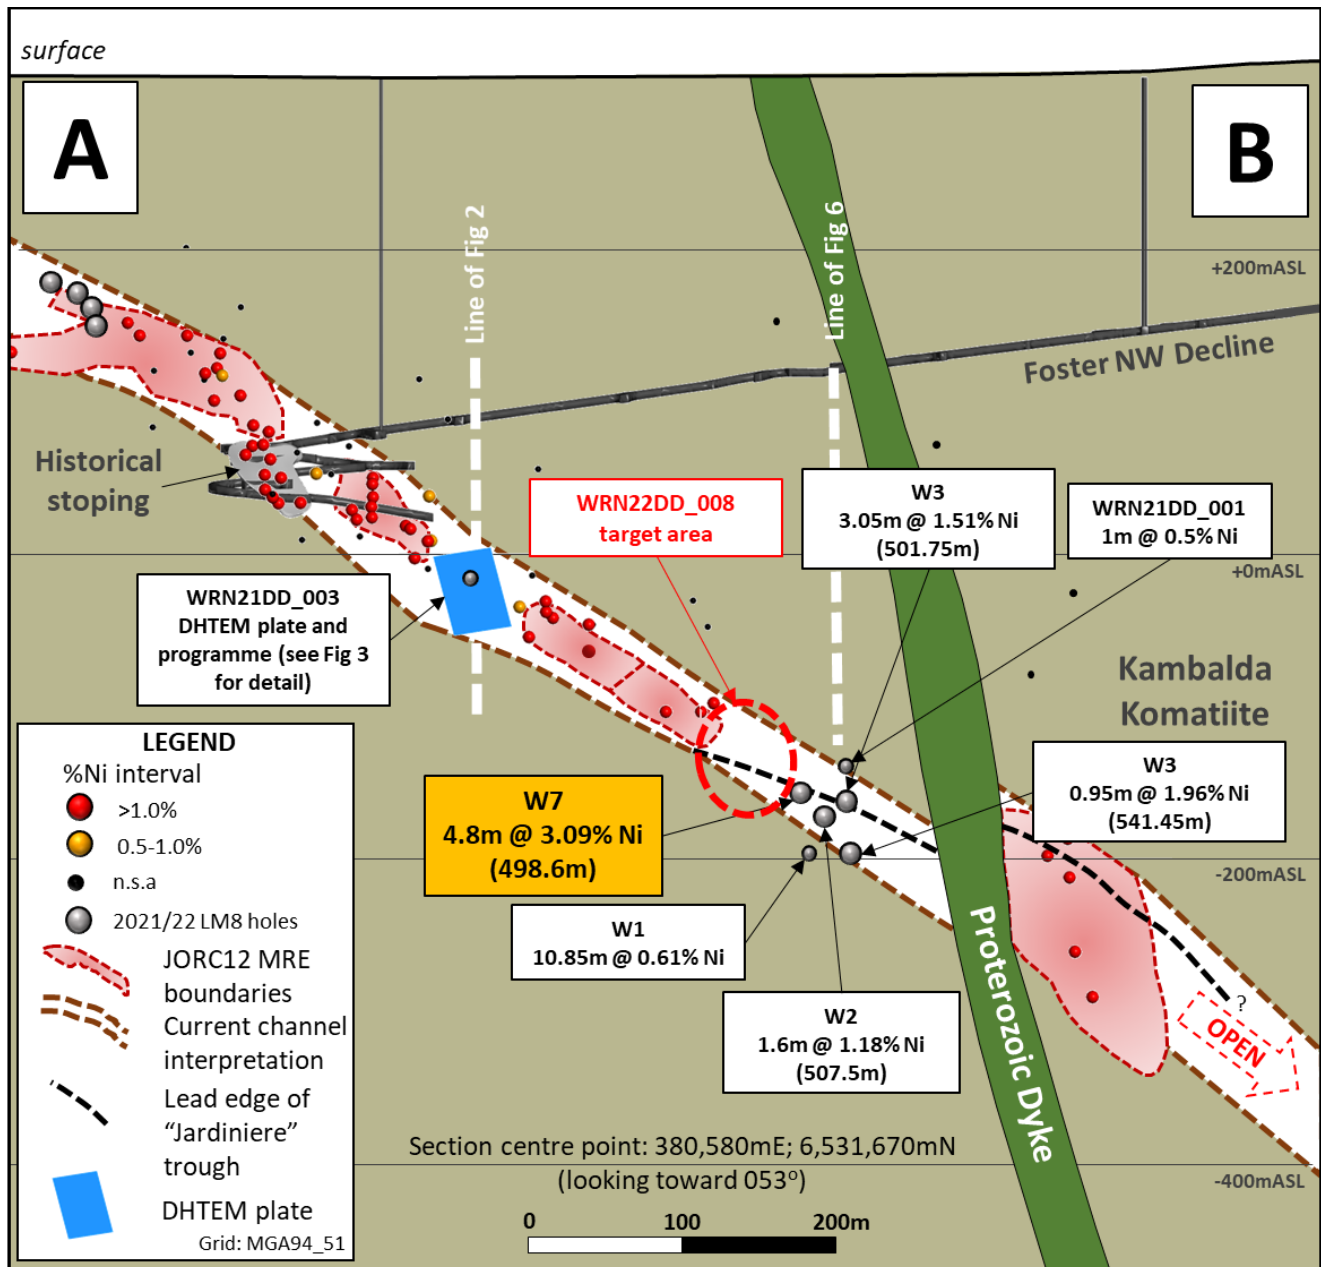 surface
A
B
Line of Fig 2
Line of Fig 6
+200mASL
Foster NW Decline
Historical
stoping
WRN22DD_008
target area
W3
3.05m @ 1.51% Ni
(501.75m)
WRN21DD_001
1m @ 0.5% Ni
+0mASL
WRN21DD_003
DHTEM plate and
programme (see Fig 3
for detail)
Kambalda
Komatiite
W3
0.95m @ 1.96% Ni
(541.45m)
W7
4.8m @ 3.09% Ni
(498.6m)
-200mASL
W1
10.85m @ 0.61% Ni
W2
1.6m @ 1.18% Ni
(507.5m)
Proterozoic Dyke
?
OPEN
-400mASL
LEGEND
%Ni interval
>1.0%
0.5-1.0%
n.s.a
2021/22 LM8 holes
JORC12 MRE
boundaries
Current channel
interpretation
Lead edge of
“Jardiniere”
trough
DHTEM plate
Grid: MGA94_51
Section centre point: 380,580mE; 6,531,670mN
(looking toward 053º)
0 100 200m